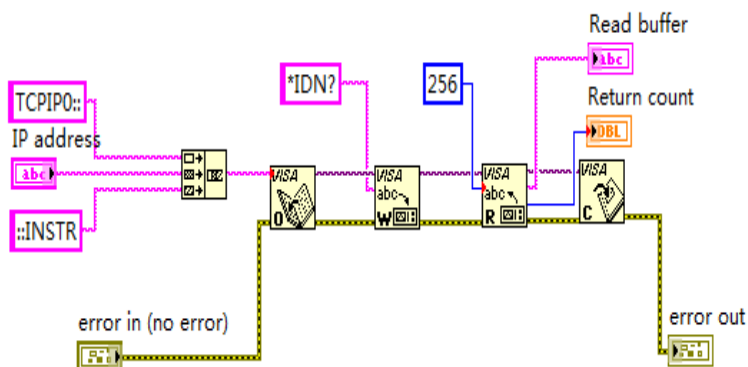 Read buffer
abc
TCPIP0::
*IDN?
256
Return count
DBL
IP address
abc
VISA
O
VISA
abc
W
VISA
abc
R
VISA
C
::INSTR
error in (no error)
error out